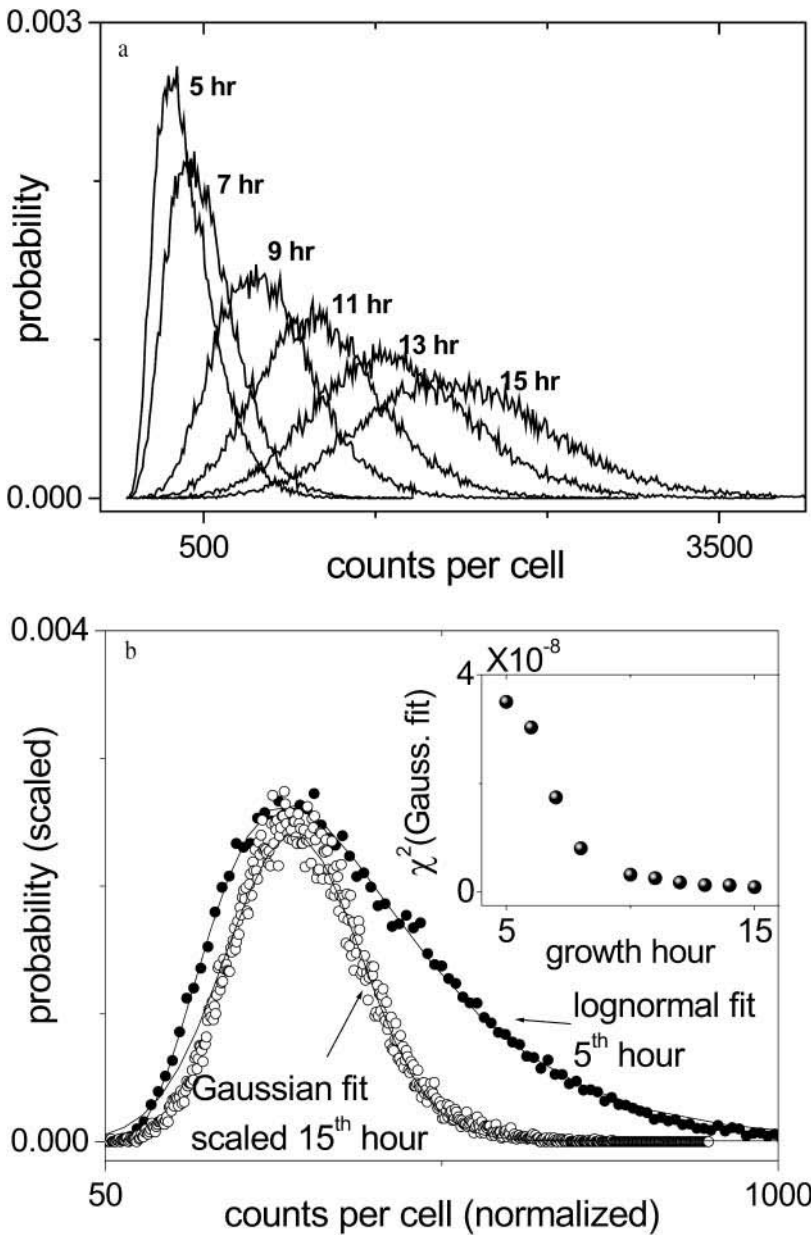 0.003
a
5 hr
7 hr
9 hr
11 hr
13 hr
15 hr
probability
0.000
500
3500
counts per cell
0.004
b
X10⁻⁸
4
χ²(Gauss. fit)
0
5
15
growth hour
probability (scaled)
lognormal fit
5ᵗʰ hour
Gaussian fit
scaled 15ᵗʰ hour
0.000
50
1000
counts per cell (normalized)